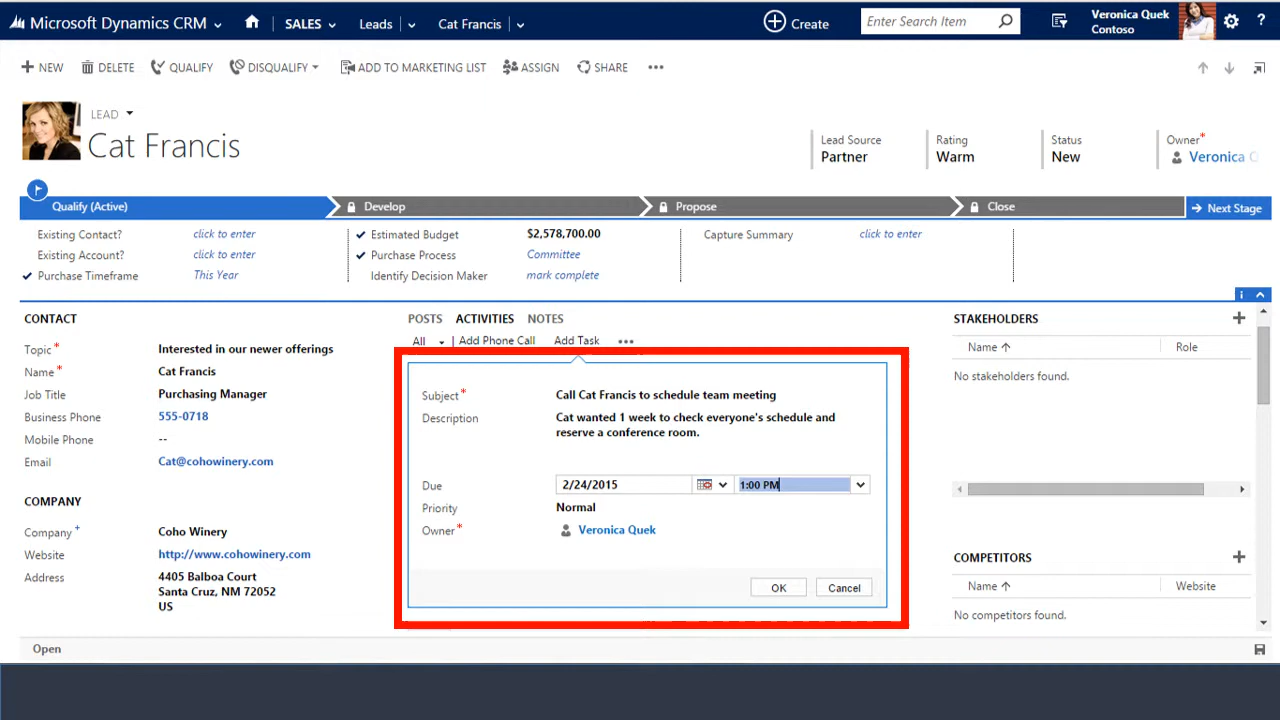 Microsoft Dynamics CRM SALES Leads Cat Francis Create Enter Search Item Veronica Quek ?
Contoso
NEW DELETE QUALIFY DISQUALIFY ADD TO MARKETING LIST ASSIGN SHARE •••
LEAD
Cat Francis
Lead Source Rating Status Owner*
Partner Warm New Veronica Q
Qualify (Active) Develop Propose Close Next Stage
Existing Contact? click to enter Estimated Budget $2,578,700.00 Capture Summary click to enter
Existing Account? click to enter Purchase Process Committee
Purchase Timeframe This Year Identify Decision Maker mark complete
CONTACT
Topic* Interested in our newer offerings
Name* Cat Francis
Job Title Purchasing Manager
Business Phone 555-0718
Mobile Phone --
Email Cat@cohowinery.com
COMPANY
Company+ Coho Winery
Website http://www.cohowinery.com
Address 4405 Balboa Court
Santa Cruz, NM 72052
US
POSTS ACTIVITIES NOTES
All | Add Phone Call Add Task •••
Subject* Call Cat Francis to schedule team meeting
Description Cat wanted 1 week to check everyone's schedule and
reserve a conference room.
Due 2/24/2015 1:00 PM
Priority Normal
Owner* Veronica Quek
OK Cancel
STAKEHOLDERS
Name Role
No stakeholders found.
COMPETITORS
Name Website
No competitors found.
Open